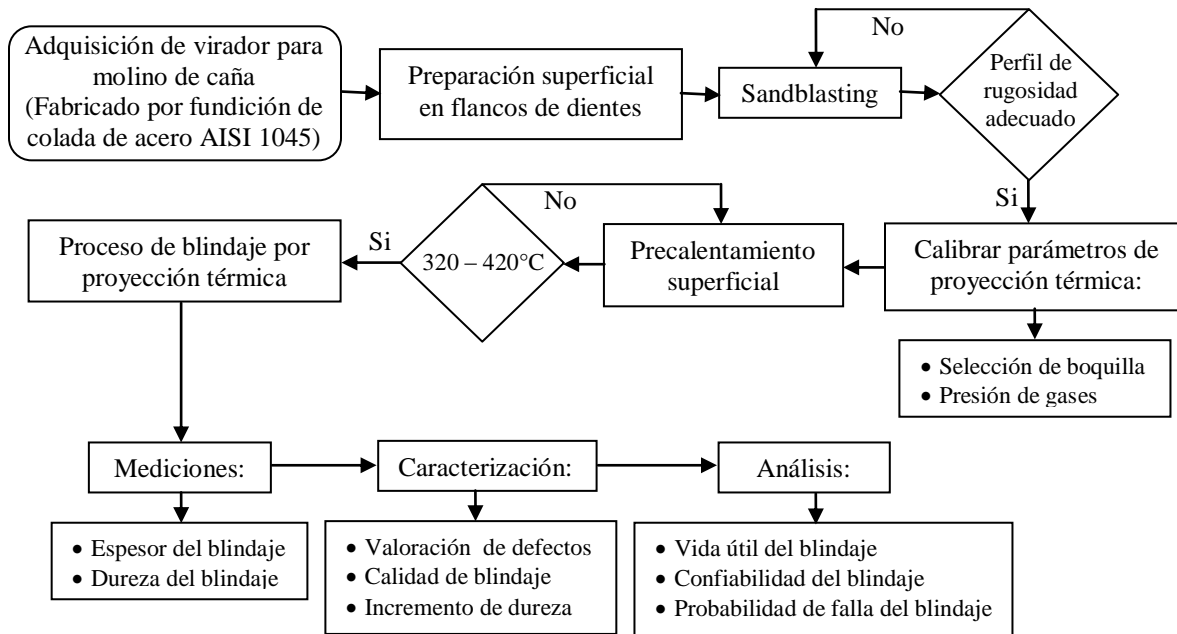 Adquisición de virador para
molino de caña
(Fabricado por fundición de
colada de acero AISI 1045)
Preparación superficial
en flancos de dientes
Sandblasting
No
Perfil de
rugosidad
adecuado
Si
Calibrar parámetros de
proyección térmica:
• Selección de boquilla
• Presión de gases
Precalentamiento
superficial
No
320 – 420°C
Si
Proceso de blindaje por
proyección térmica
Mediciones:
• Espesor del blindaje
• Dureza del blindaje
Caracterización:
• Valoración de defectos
• Calidad de blindaje
• Incremento de dureza
Análisis:
• Vida útil del blindaje
• Confiabilidad del blindaje
• Probabilidad de falla del blindaje